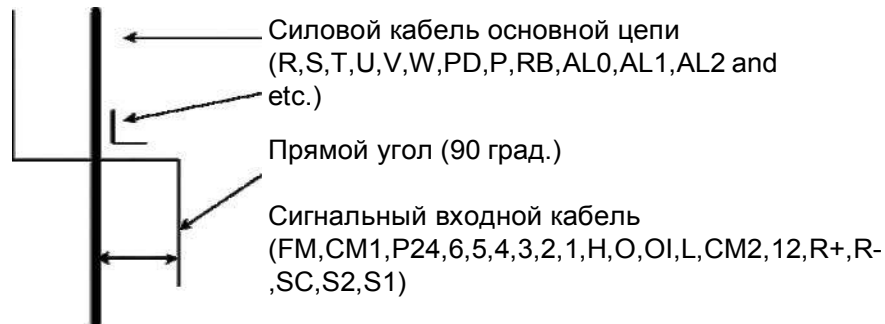 Силовой кабель основной цепи
(R,S,T,U,V,W,PD,P,RB,AL0,AL1,AL2 and
etc.)
Прямой угол (90 град.)
Сигнальный входной кабель
(FM,CM1,P24,6,5,4,3,2,1,H,O,OI,L,CM2,12,R+,R-
,SC,S2,S1)